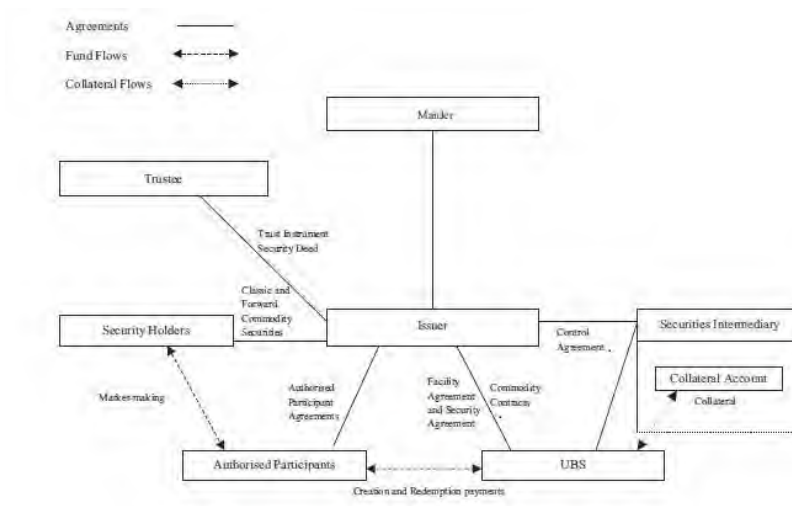 Agreements
Fund Flows
Collateral Flows
Master
Trustee
Trust Instrument
Security Deed
Classic and
Forward
Commodity
Securities
Security Holders
Issuer
Control
Agreement
Securities Intermediary
Collateral Account
Collateral
Market-making
Authorised
Participant
Agreements
Facility
Agreement
and Security
Agreement
Commodity
Contracts
Authorised Participants
UBS
Creation and Redemption payments